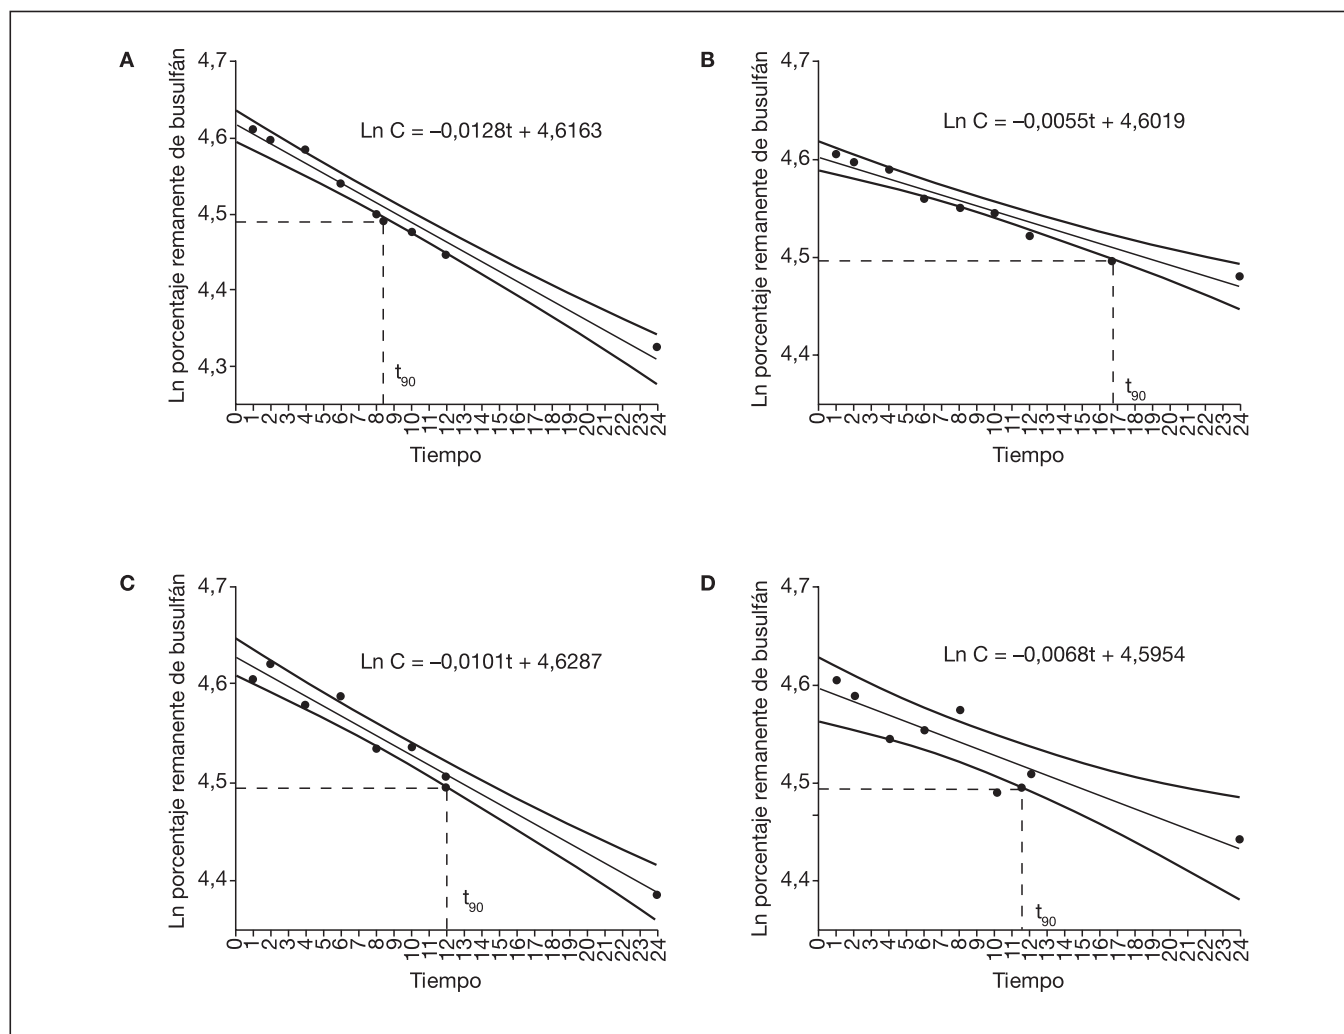 A
Ln porcentaje remanente de busulfán
4,7
4,6
4,5
4,4
4,3
Ln C = –0,0128t + 4,6163
t90
0 1 2 3 4 5 6 7 8 9 10 11 12 13 14 15 16 17 18 19 20 21 22 23 24
Tiempo
B
Ln porcentaje remanente de busulfán
4,7
4,6
4,5
4,4
Ln C = –0,0055t + 4,6019
t90
0 1 2 3 4 5 6 7 8 9 10 11 12 13 14 15 16 17 18 19 20 21 22 23 24
Tiempo
C
Ln porcentaje remanente de busulfán
4,7
4,6
4,5
4,4
Ln C = –0,0101t + 4,6287
t90
0 1 2 3 4 5 6 7 8 9 10 11 12 13 14 15 16 17 18 19 20 21 22 23 24
Tiempo
D
Ln porcentaje remanente de busulfán
4,7
4,6
4,5
4,4
Ln C = –0,0068t + 4,5954
t90
0 1 2 3 4 5 6 7 8 9 10 11 12 13 14 15 16 17 18 19 20 21 22 23 24
Tiempo